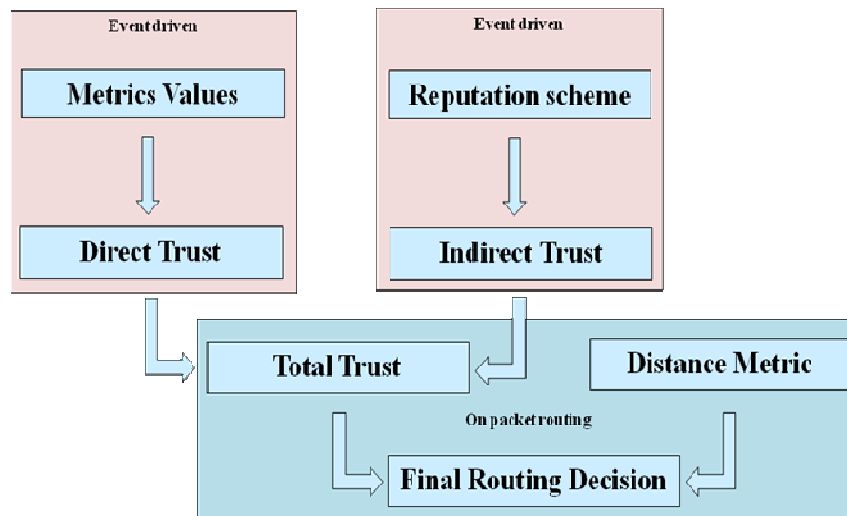 Event driven
Metrics Values
Direct Trust
Event driven
Reputation scheme
Indirect Trust
Total Trust
Distance Metric
On packet routing
Final Routing Decision